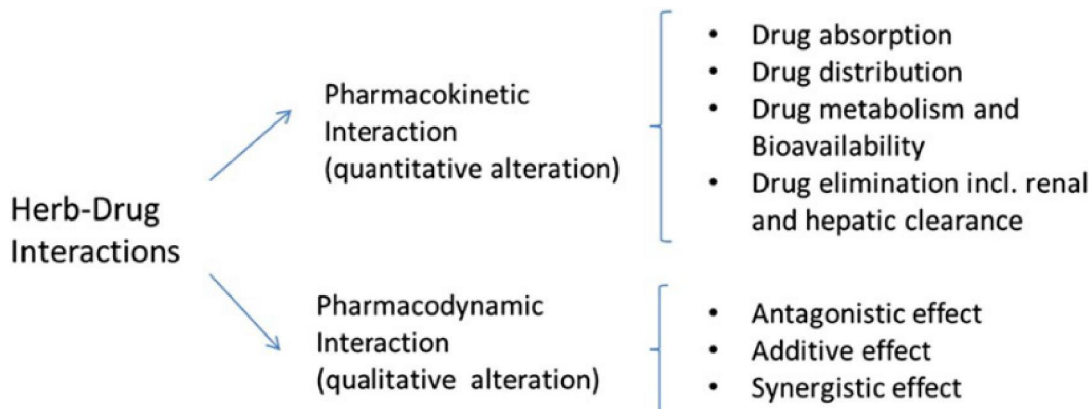 Herb-Drug
Interactions
Pharmacokinetic
Interaction
(quantitative alteration)
• Drug absorption
• Drug distribution
• Drug metabolism and
Bioavailability
• Drug elimination incl. renal
and hepatic clearance
Pharmacodynamic
Interaction
(qualitative alteration)
• Antagonistic effect
• Additive effect
• Synergistic effect